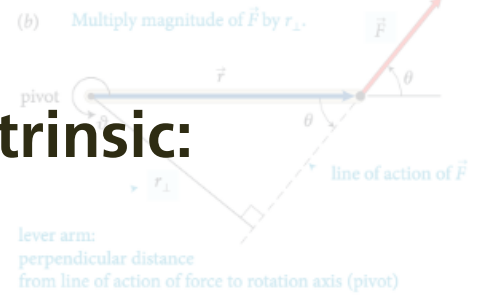 (b) Multiply magnitude of F⃗ by r⊥.
F⃗
r⃗
θ
pivot
trinsic:
θ
r⊥
line of action of F⃗
lever arm:
perpendicular distance
from line of action of force to rotation axis (pivot)